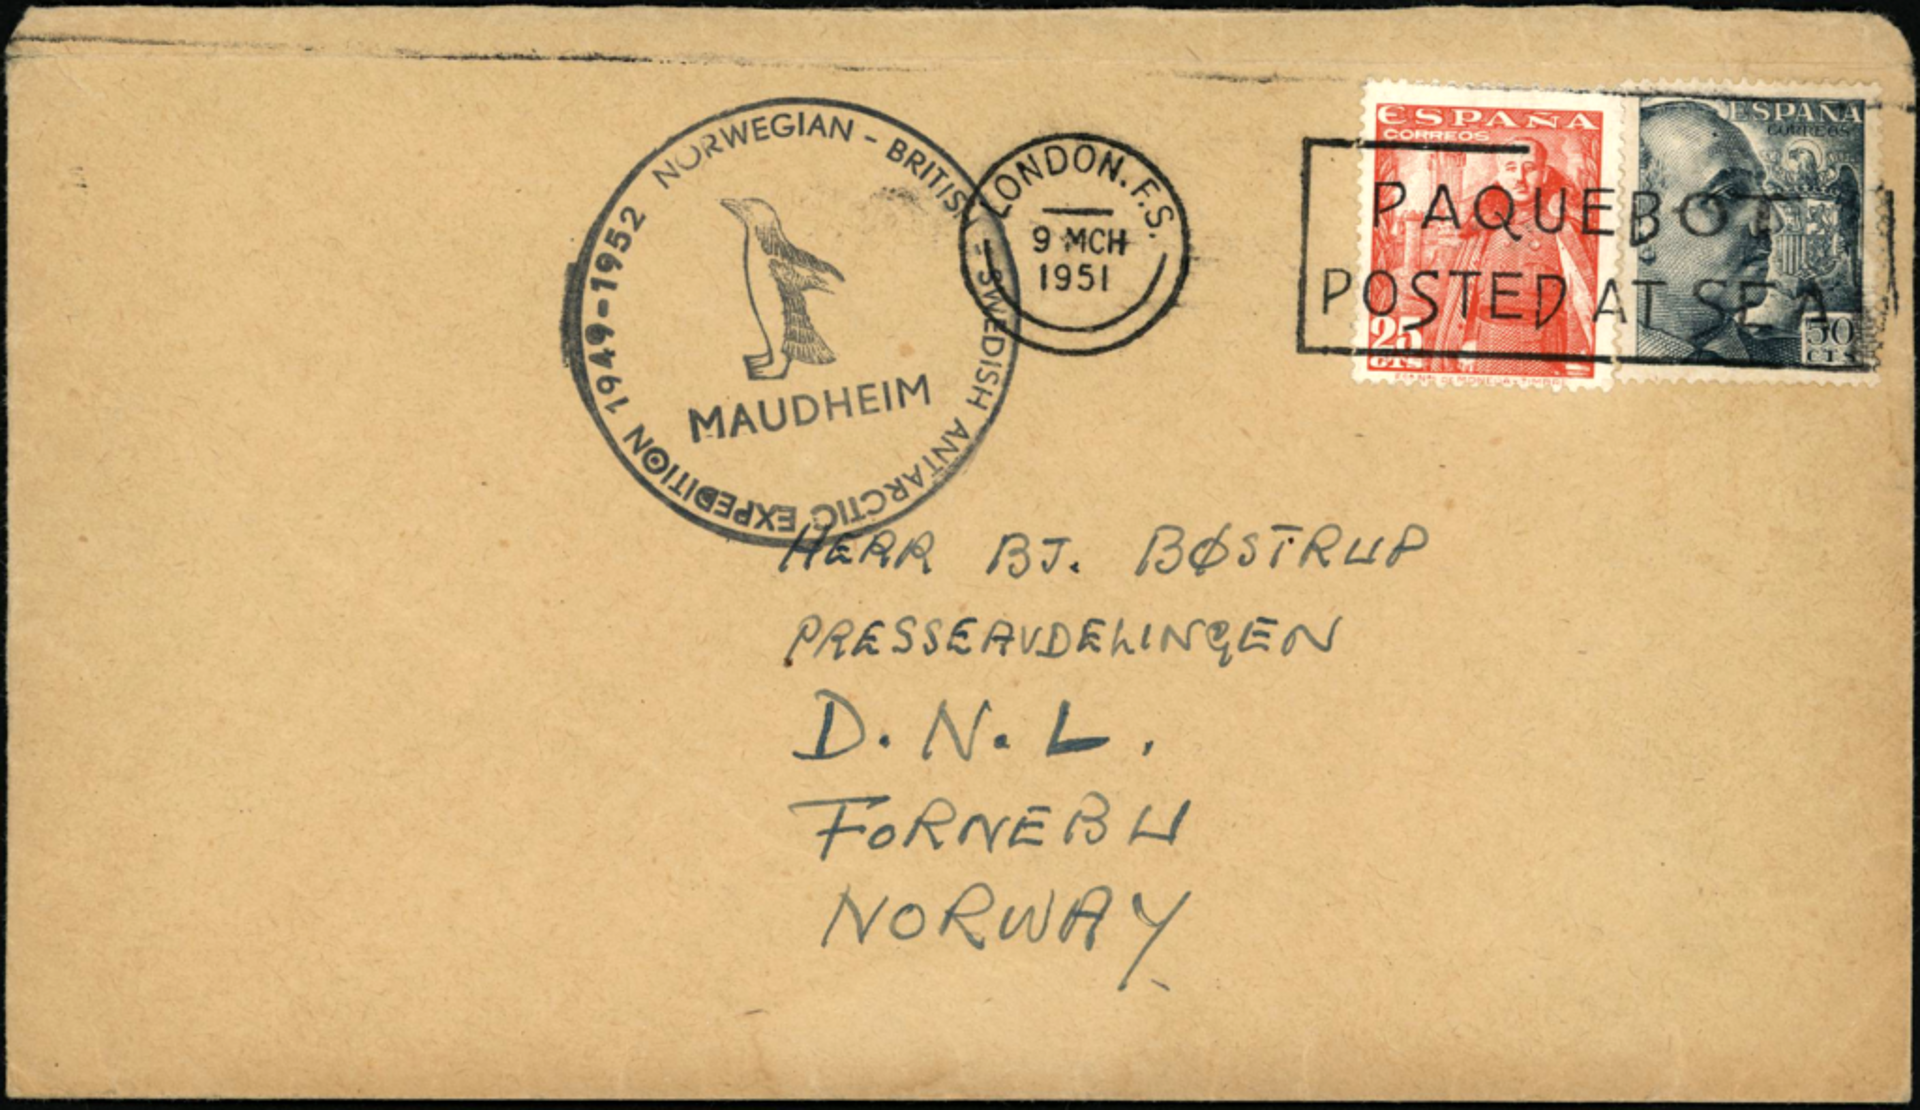 NORWEGIAN - BRITISH - SWEDISH ANTARCTIC EXPEDITION 1949-1952
MAUDHEIM
LONDON. F.S.
9 MCH
1951
PAQUEBOT
POSTED AT SEA
ESPAÑA
CORREOS
25
CTS
ESPAÑA
CORREOS
50
CTS
HERR BJ. BØSTRUP
PRESSEAVDELINGEN
D. N. L.
FORNEBU
NORWAY